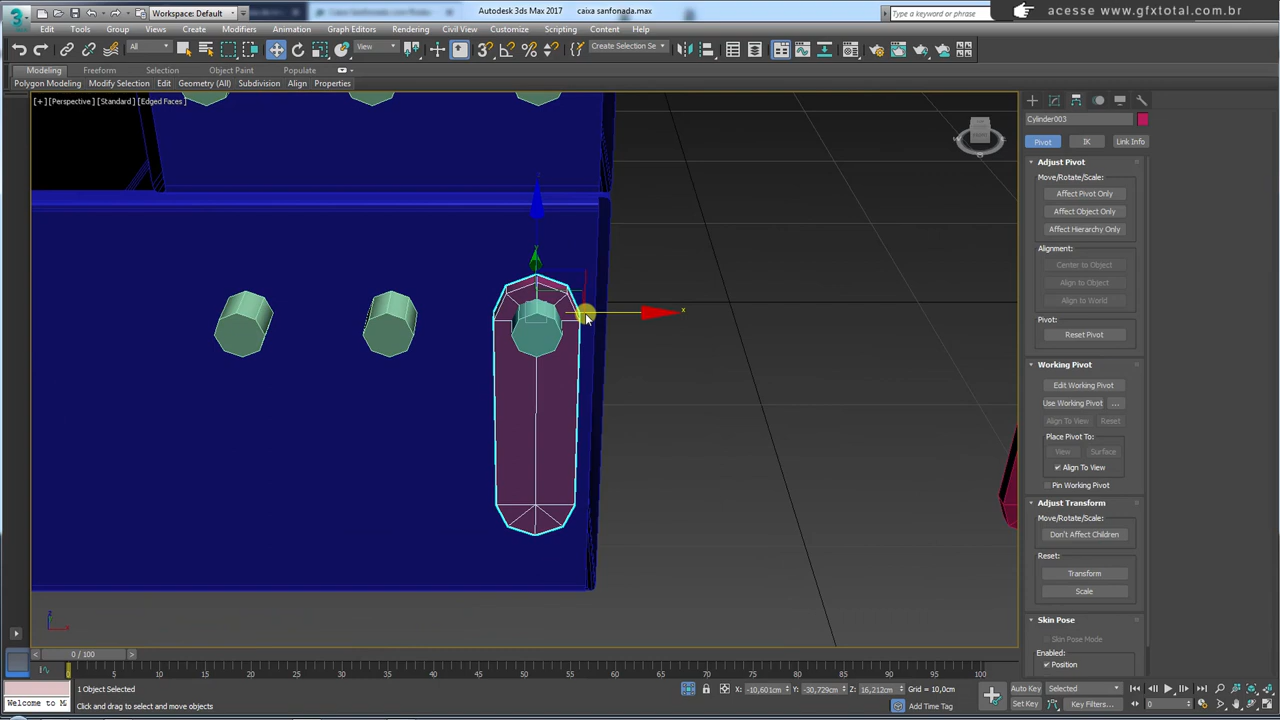 Autodesk 3ds Max 2017 caixa sanfonada.max
Workspace: Default
acesse www.gfxtotal.com.br
Edit Tools Group Views Create Modifiers Animation Graph Editors Rendering Civil View Customize Scripting Content Help
All
View
Create Selection Se
Modeling Freeform Selection Object Paint Populate
Polygon Modeling Modify Selection Edit Geometry (All) Subdivision Align Properties
[+] [Perspective] [Standard] [Edged Faces]
Cylinder003
Pivot IK Link Info
Adjust Pivot
Move/Rotate/Scale:
Affect Pivot Only
Affect Object Only
Affect Hierarchy Only
Alignment:
Center to Object
Align to Object
Align to World
Pivot:
Reset Pivot
Working Pivot
Edit Working Pivot
Use Working Pivot ...
Align To View Reset
Place Pivot To:
View Surface
Align To View
Pin Working Pivot
Adjust Transform
Move/Rotate/Scale:
Don't Affect Children
Reset:
Transform
Scale
Skin Pose
Skin Pose Mode
Enabled:
Position
x
0 / 100
0 5 10 15 20 25 30 35 40 45 50 55 60 65 70 75 80 85 90 95 100
1 Object Selected
X: -10,601cm Y: -30,729cm Z: 16,212cm Grid = 10,0cm
Auto Key Selected
Welcome to M
Click and drag to select and move objects
Add Time Tag
Set Key Key Filters... 0